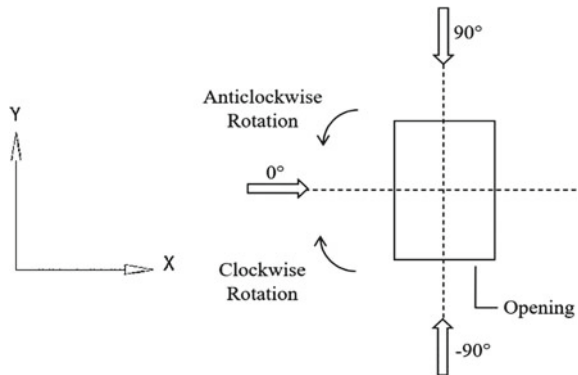 90°
Anticlockwise
Rotation
Y
0°
X
Clockwise
Rotation
Opening
-90°